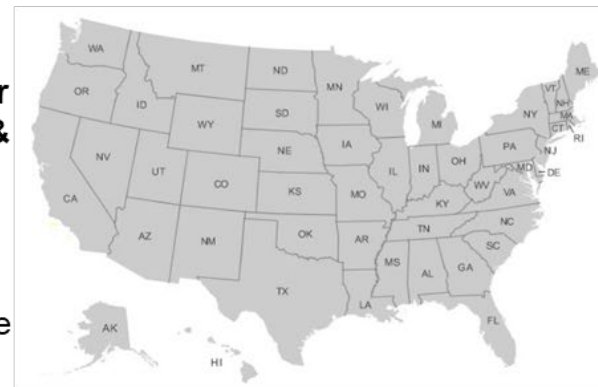 r
&
e
WA
OR
CA
NV
ID
MT
WY
UT
CO
AZ
NM
ND
SD
NE
KS
OK
TX
MN
IA
MO
AR
LA
WI
IL
MI
IN
OH
KY
TN
MS
AL
GA
FL
SC
NC
VA
WV
PA
NY
VT
NH
ME
MA
CT
RI
NJ
DE
MD
AK
HI